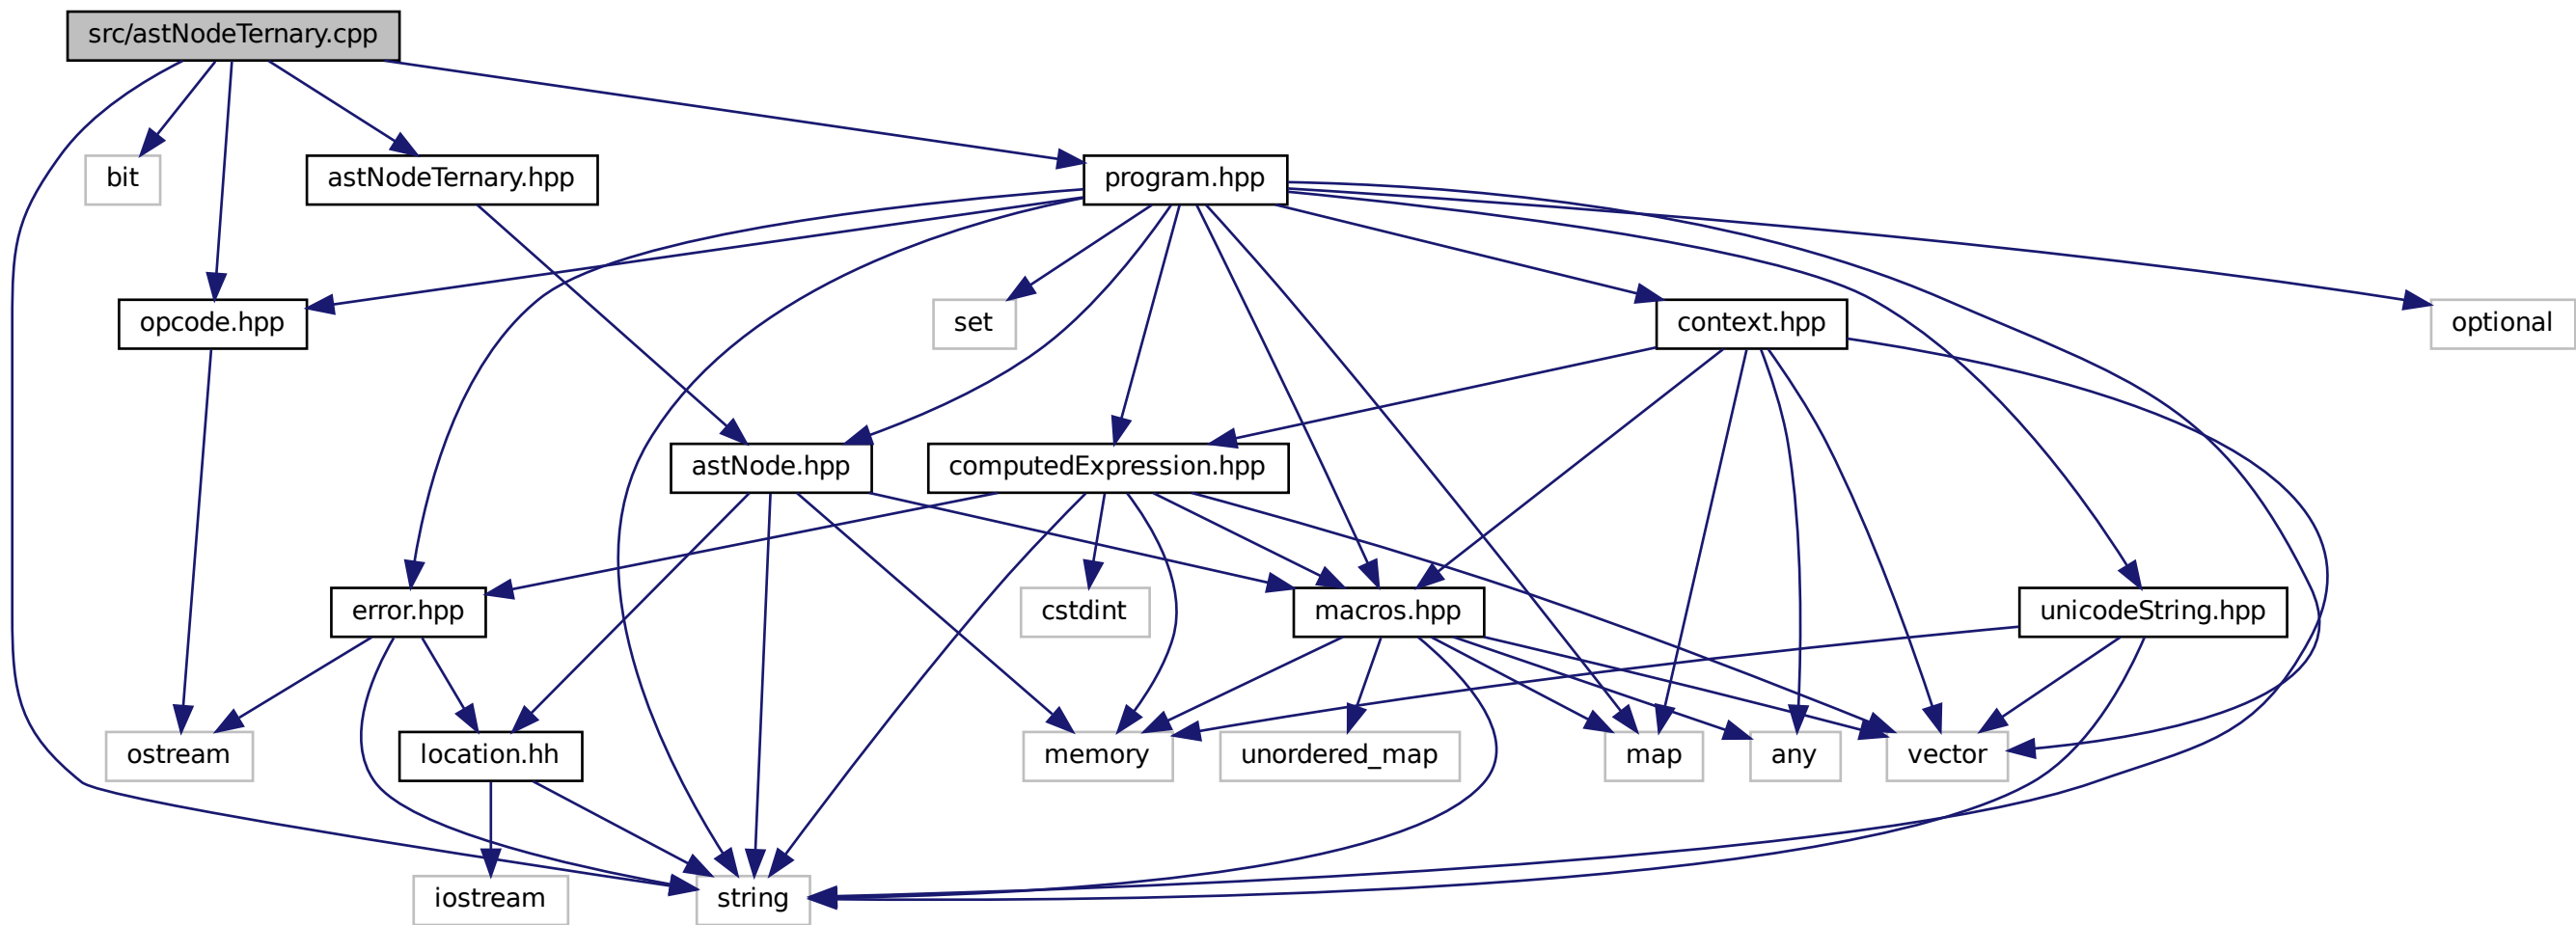 src/astNodeTernary.cpp
bit
astNodeTernary.hpp
program.hpp
opcode.hpp
set
context.hpp
optional
astNode.hpp
computedExpression.hpp
error.hpp
cstdint
macros.hpp
unicodeString.hpp
ostream
location.hh
memory
unordered_map
map
any
vector
iostream
string